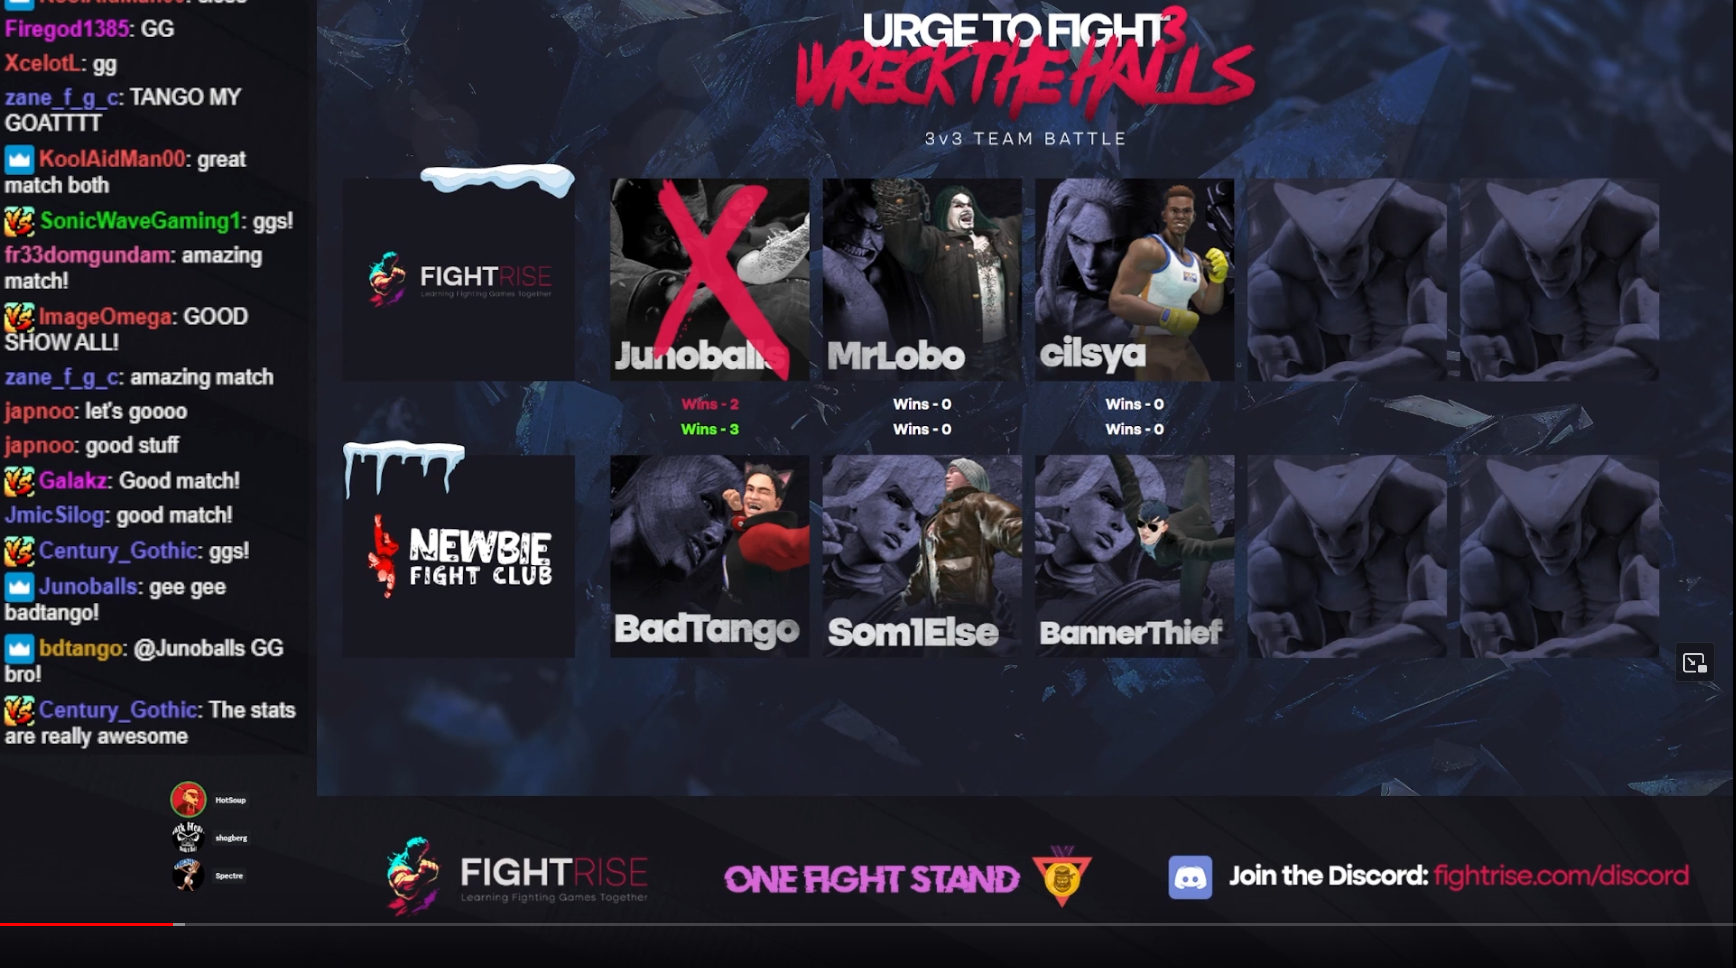 Firegod1385: GG
XcelotL: gg
zane_f_g_c: TANGO MY
GOATTTT
KoolAidMan00: great
match both
SonicWaveGaming1: ggs!
fr33domgundam: amazing
match!
ImageOmega: GOOD
SHOW ALL!
zane_f_g_c: amazing match
japnoo: let's goooo
japnoo: good stuff
Galakz: Good match!
JmicSilog: good match!
Century_Gothic: ggs!
Junoballs: gee gee
badtango!
bdtango: @Junoballs GG
bro!
Century_Gothic: The stats
are really awesome
HotSoup
shogberg
Spectre
URGE TO FIGHT 3
WRECK THE HALLS
3v3 TEAM BATTLE
FIGHTRISE
Learning Fighting Games Together
Junoballs
MrLobo
cilsya
Wins - 2
Wins - 0
Wins - 0
Wins - 3
Wins - 0
Wins - 0
NEWBIE
FIGHT CLUB
BadTango
Som1Else
BannerThief
FIGHTRISE
Learning Fighting Games Together
ONE FIGHT STAND
Join the Discord: fightrise.com/discord